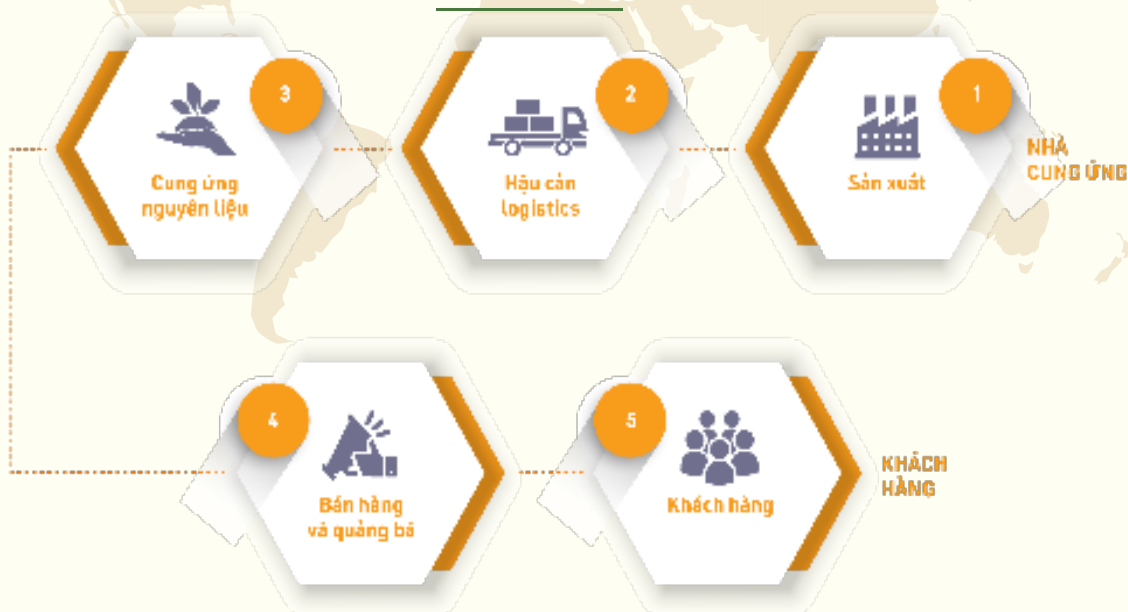 3
Cung ứng
nguyên liệu
2
Hậu cần
logistics
1
Sản xuất
NHÀ
CUNG ỨNG
4
Bán hàng
và quảng bá
5
Khách hàng
KHÁCH
HÀNG